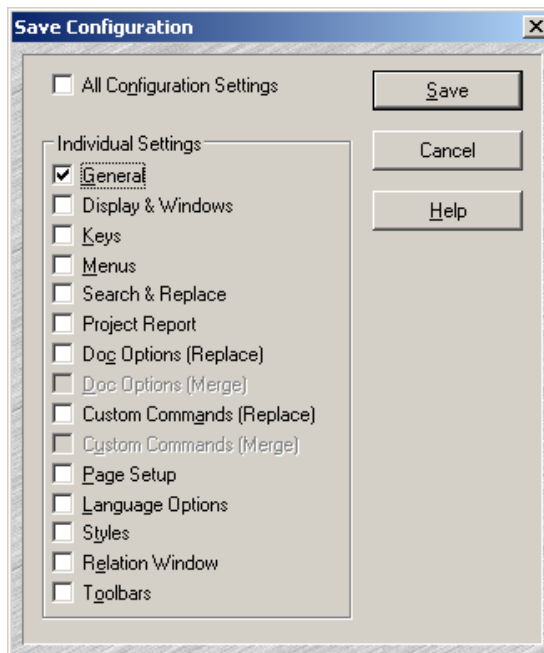 Save Configuration
All Configuration Settings
Save
Individual Settings
Cancel
General
Display & Windows
Help
Keys
Menus
Search & Replace
Project Report
Doc Options (Replace)
Doc Options (Merge)
Custom Commands (Replace)
Custom Commands (Merge)
Page Setup
Language Options
Styles
Relation Window
Toolbars